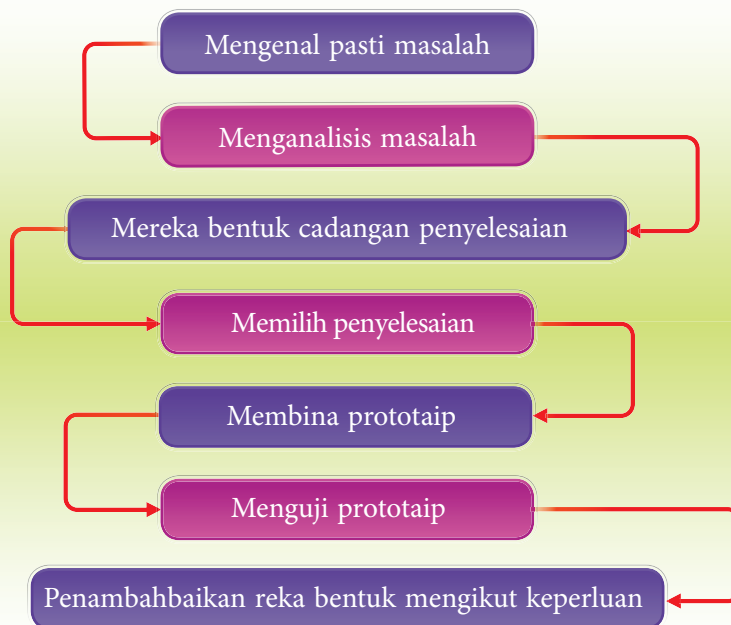 Mengenal pasti masalah
Menganalisis masalah
Mereka bentuk cadangan penyelesaian
Memilih penyelesaian
Membina prototaip
Menguji prototaip
Penambahbaikan reka bentuk mengikut keperluan